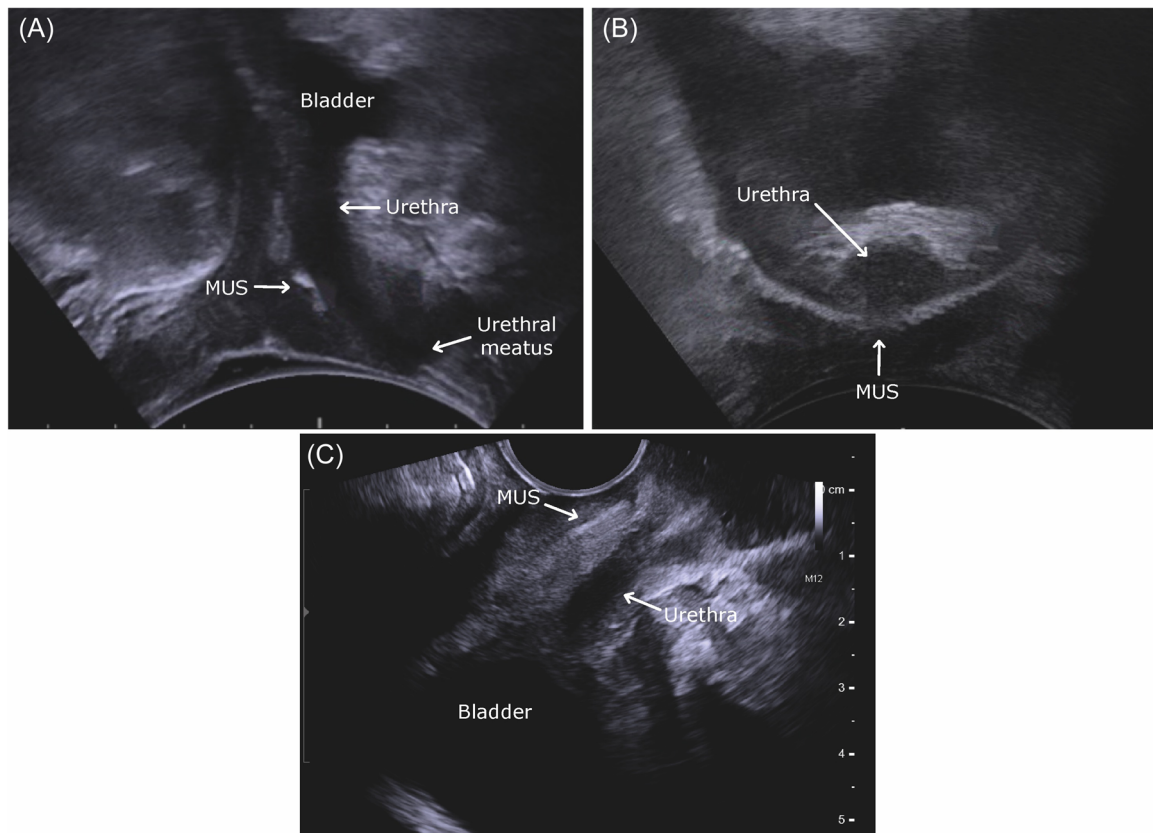 (A)
Bladder
Urethra
MUS
Urethral
meatus
(B)
Urethra
MUS
(C)
MUS
Urethra
Bladder
0 cm
1
M12
2
3
4
5